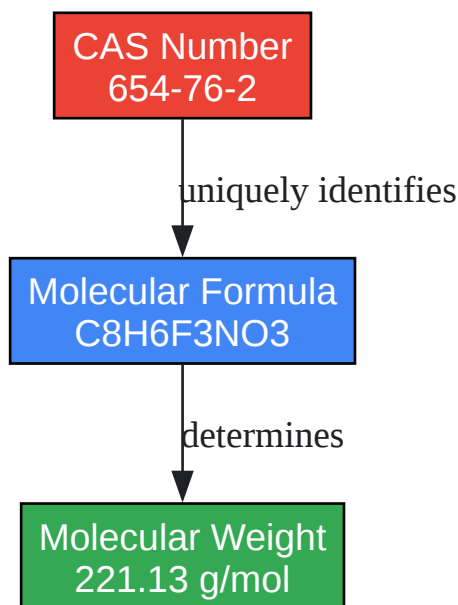 CAS Number
654-76-2
uniquely identifies
Molecular Formula
C8H6F3NO3
determines
Molecular Weight
221.13 g/mol